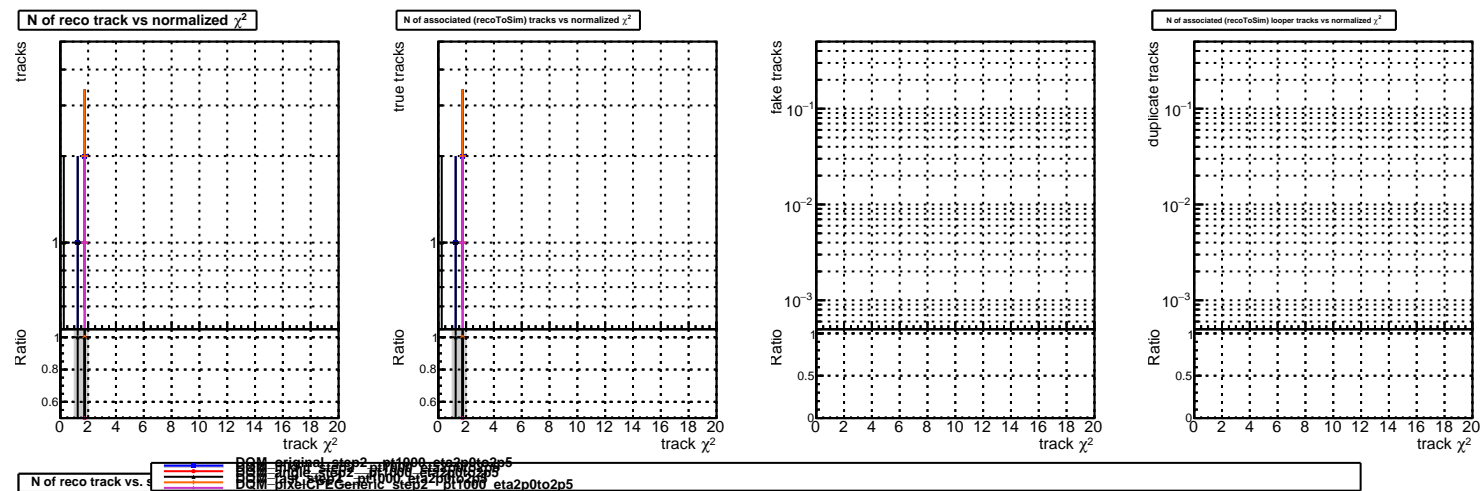 N of reco track vs normalized χ²
N of associated (recoToSim) tracks vs normalized χ²
N of associated (recoToSim) looper tracks vs normalized χ²
tracks
1
Ratio
1
0.8
0.6
0 2 4 6 8 10 12 14 16 18 20
track χ²
true tracks
1
Ratio
1
0.8
0.6
0 2 4 6 8 10 12 14 16 18 20
track χ²
fake tracks
10⁻¹
10⁻²
10⁻³
Ratio
1
0.5
0
0 2 4 6 8 10 12 14 16 18 20
track χ²
duplicate tracks
10⁻¹
10⁻²
10⁻³
Ratio
1
0.5
0
0 2 4 6 8 10 12 14 16 18 20
track χ²
N of reco track vs.
DQM_original_step2__pt1000_eta2p0to2p5
DQM_pixelCPEGeneric_step2__pt1000_eta2p0to2p5